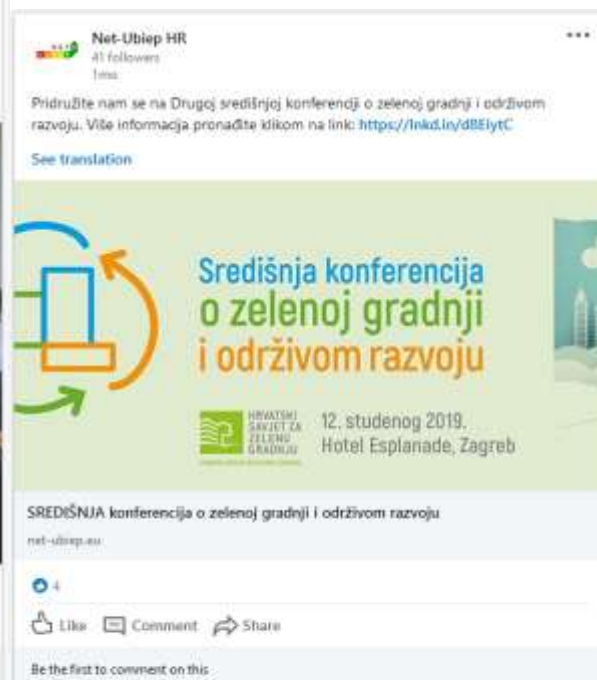 Net-Ubiep HR
41 followers
1mo
Pridružite nam se na Drugoj središnjoj konferenciji o zelenoj gradnji i održivom
razvoju. Više informacija pronađite klikom na link: https://lnkd.in/dBEiytC
See translation
Središnja konferencija
o zelenoj gradnji
i održivom razvoju
HRVATSKI
SAVJET ZA
ZELENU
GRADNJU
12. studenog 2019.
Hotel Esplanade, Zagreb
SREDIŠNJA konferencija o zelenoj gradnji i održivom razvoju
net-ubiep.eu
4
Like Comment Share
Be the first to comment on this